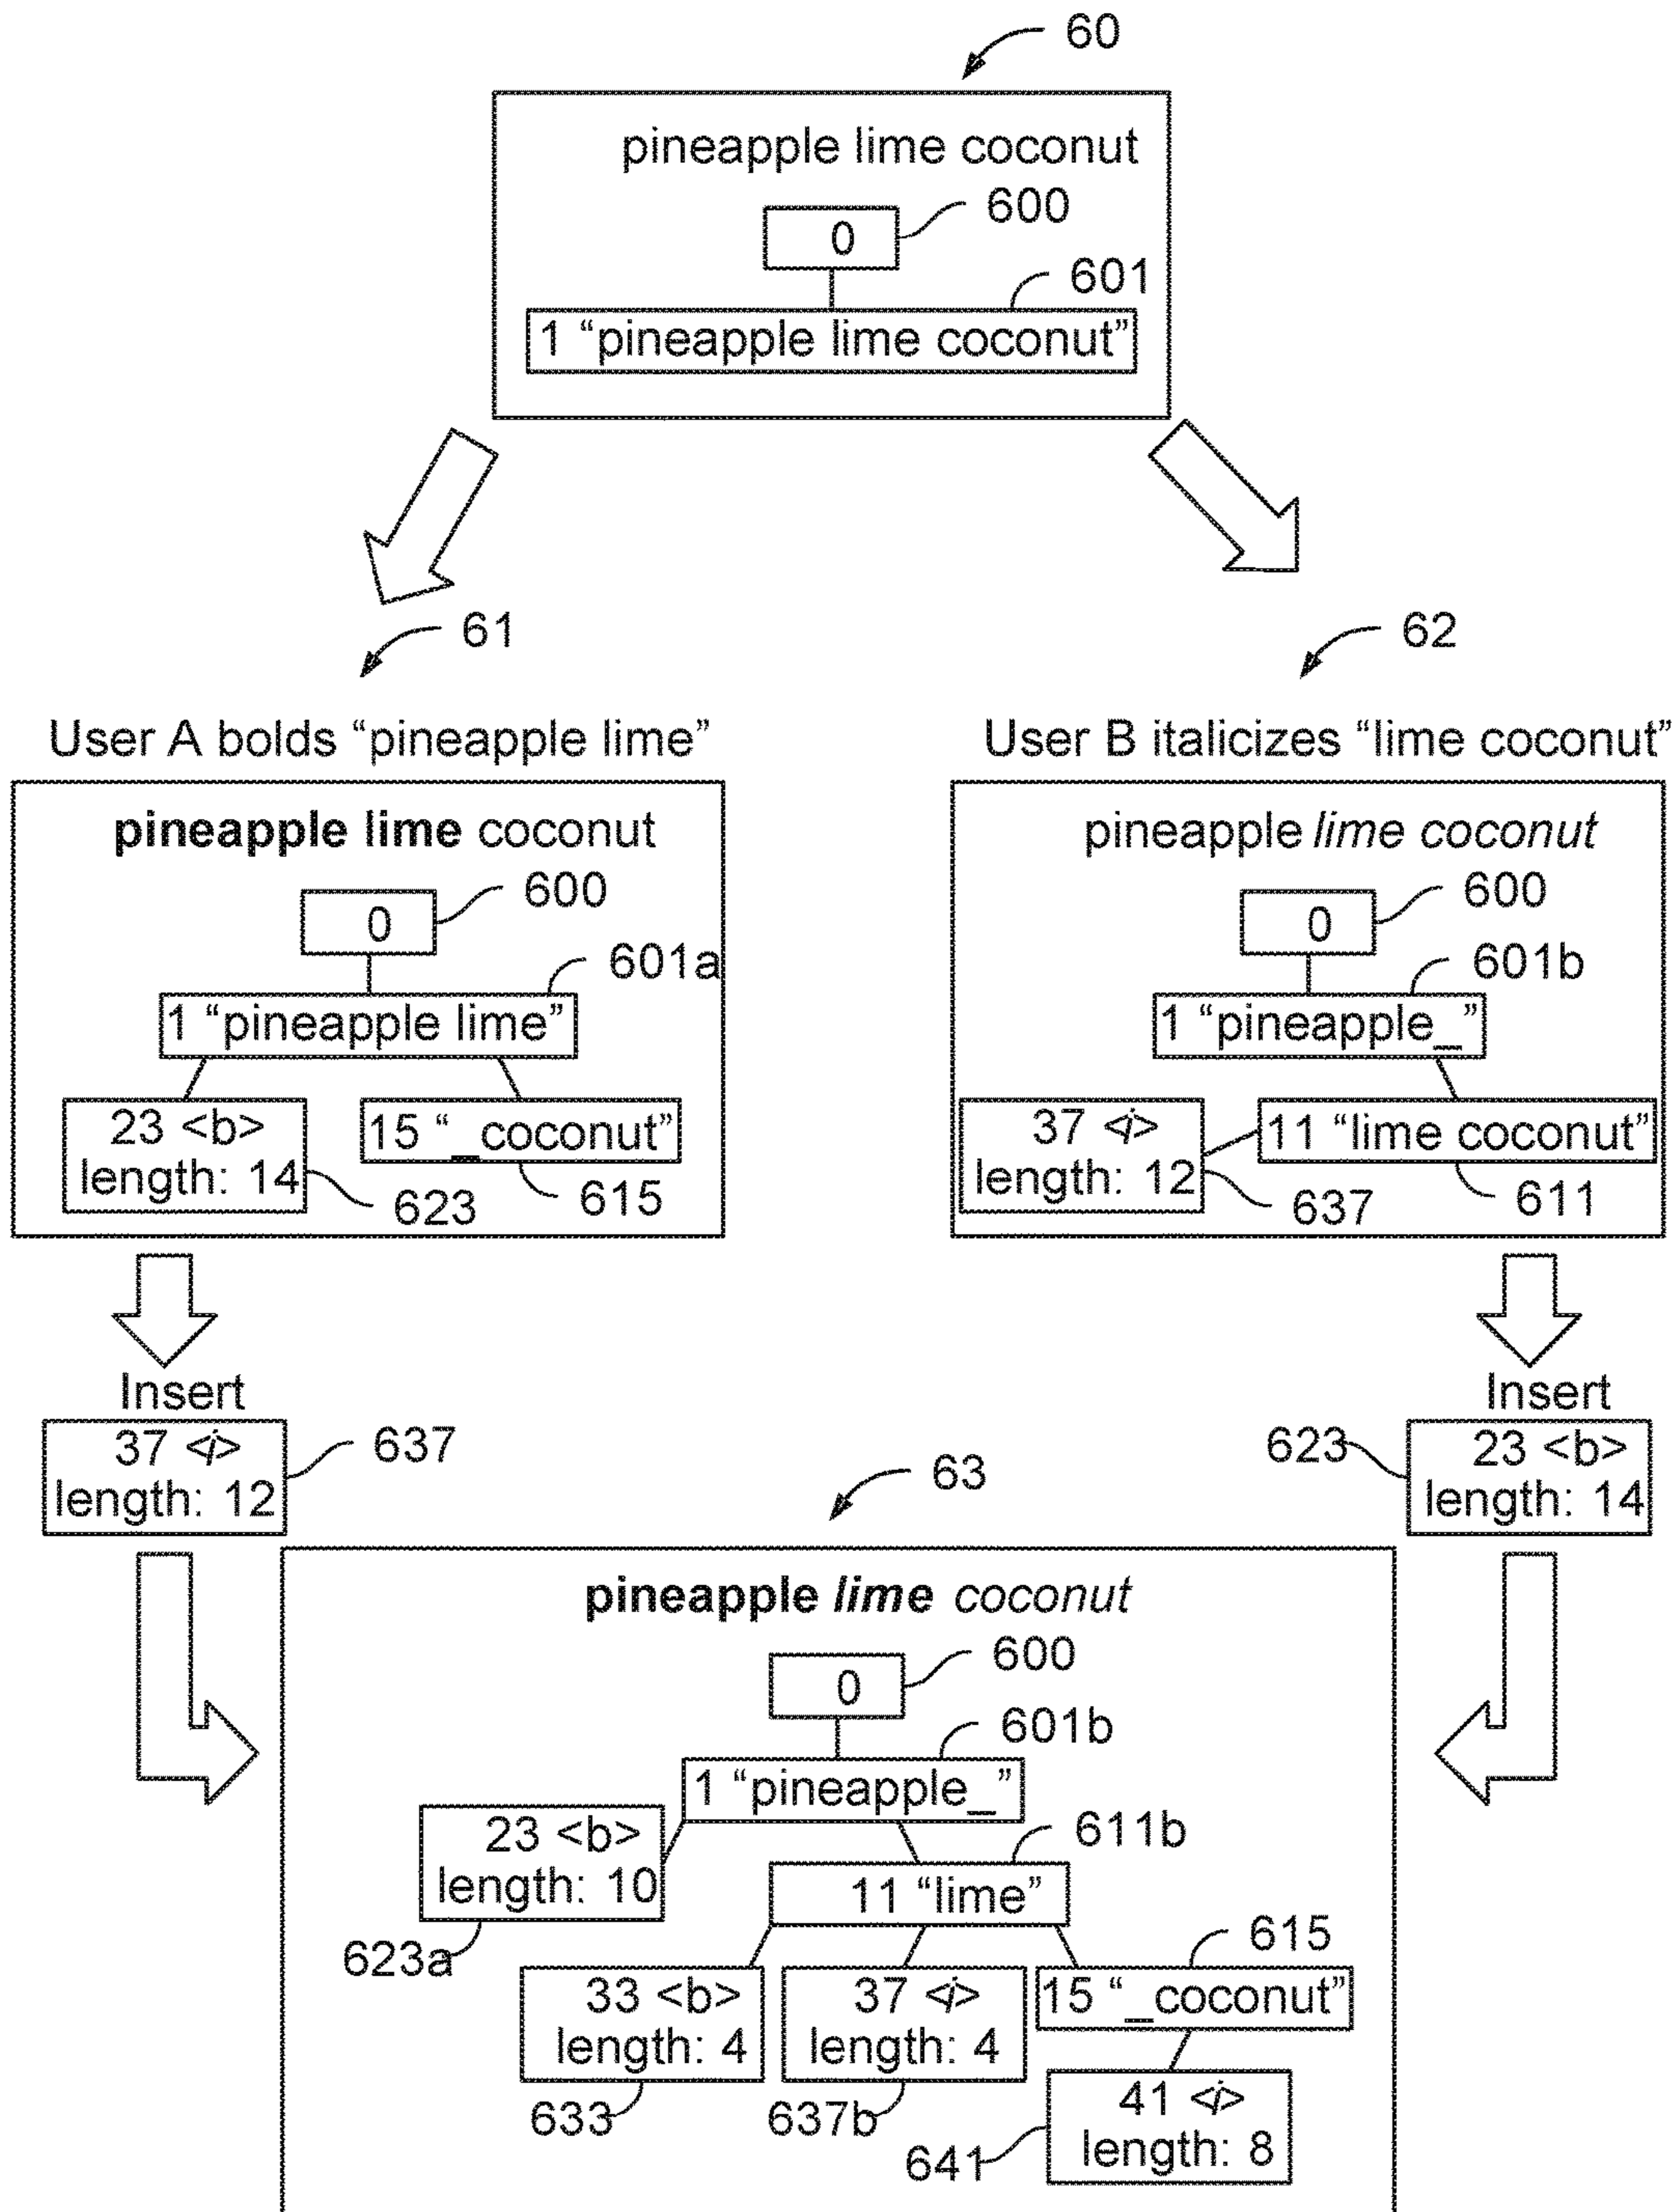 60
pineapple lime coconut
600
0
601
1 “pineapple lime coconut”
61
62
User A bolds “pineapple lime”
User B italicizes “lime coconut”
pineapple lime coconut
600
0
601a
1 “pineapple lime”
23 <b>
length: 14
15 “_coconut”
623
615
pineapple lime coconut
600
0
601b
1 “pineapple_”
37 <i>
length: 12
11 “lime coconut”
637
611
Insert
37 <i>
length: 12
637
Insert
623
23 <b>
length: 14
63
pineapple lime coconut
600
0
601b
1 “pineapple_”
23 <b>
length: 10
623a
611b
11 “lime”
615
33 <b>
length: 4
633
37 <i>
length: 4
637b
15 “_coconut”
41 <i>
length: 8
641